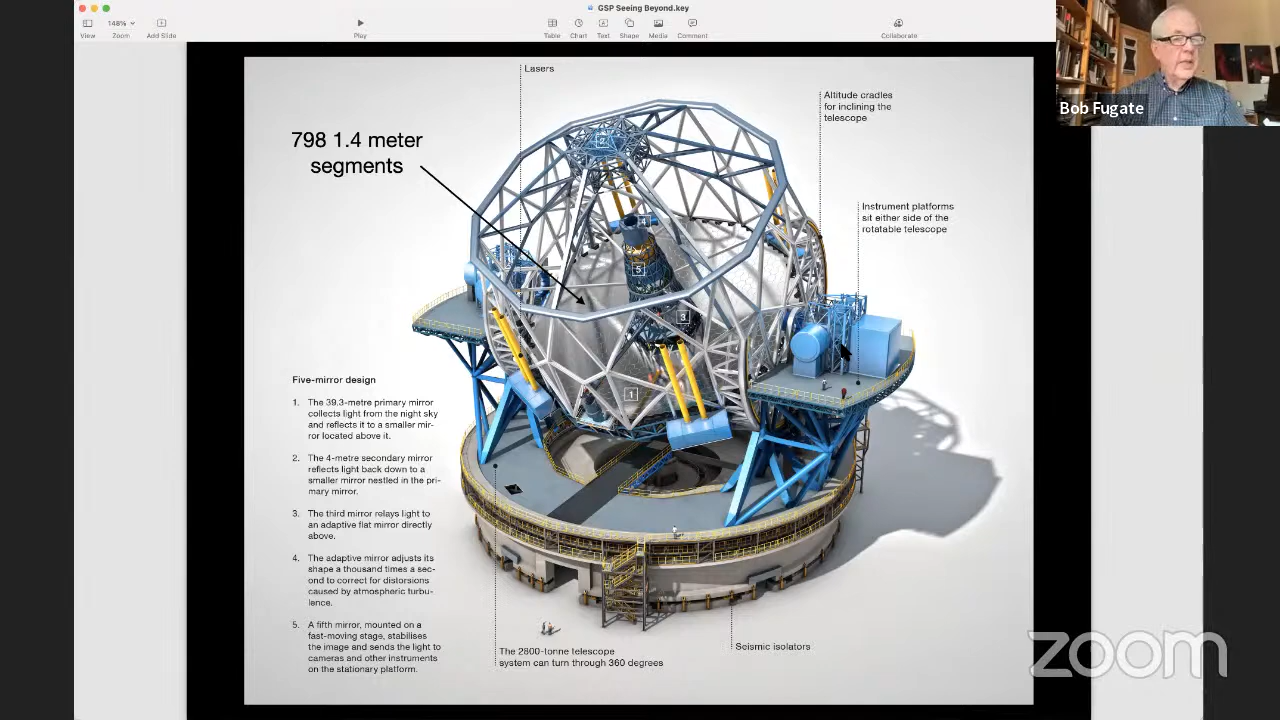 GSP Seeing Beyond.key
148%
View
Zoom
Add Slide
Play
Table
Chart
Text
Shape
Media
Comment
Collaborate
Bob Fugate
Lasers
Altitude cradles
for inclining the
telescope
798 1.4 meter
segments
Instrument platforms
sit either side of the
rotatable telescope
2
4
5
3
1
Five-mirror design
1. The 39.3-metre primary mirror
collects light from the night sky
and reflects it to a smaller mir-
ror located above it.
2. The 4-metre secondary mirror
reflects light back down to a
smaller mirror nestled in the pri-
mary mirror.
3. The third mirror relays light to
an adaptive flat mirror directly
above.
4. The adaptive mirror adjusts its
shape a thousand times a sec-
ond to correct for distorsions
caused by atmospheric turbu-
lence.
5. A fifth mirror, mounted on a
fast-moving stage, stabilises
the image and sends the light to
cameras and other instruments
on the stationary platform.
The 2800-tonne telescope
system can turn through 360 degrees
Seismic isolators
zoom